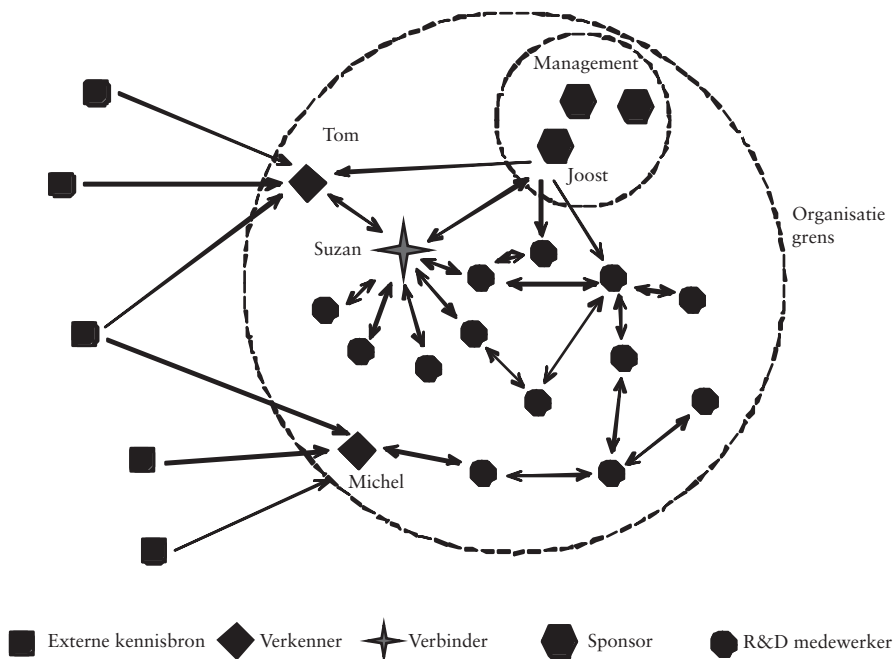 Management
Tom
Joost
Organisatie
grens
Suzan
Michel
Externe kennisbron
Verkenner
Verbinder
Sponsor
R&D medewerker